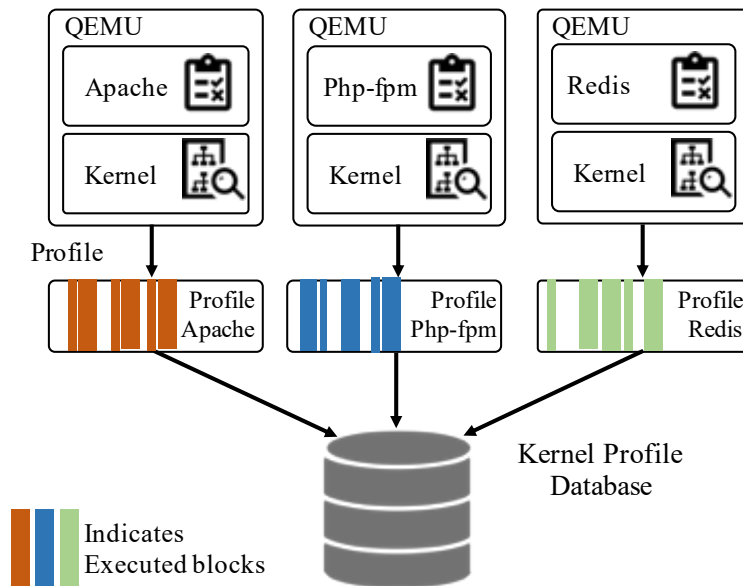 QEMU
Apache
Kernel
QEMU
Php-fpm
Kernel
QEMU
Redis
Kernel
Profile
Profile
Apache
Profile
Php-fpm
Profile
Redis
Kernel Profile
Database
Indicates
Executed blocks